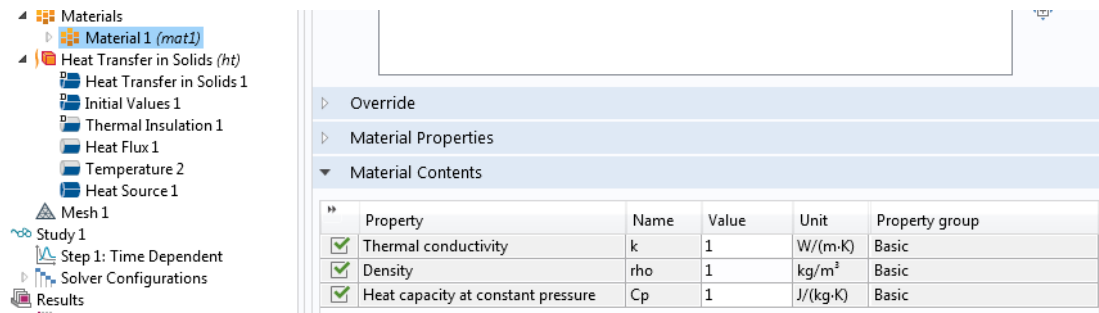 Materials
Material 1 (mat1)
Heat Transfer in Solids (ht)
Heat Transfer in Solids 1
Initial Values 1
Thermal Insulation 1
Heat Flux 1
Temperature 2
Heat Source 1
Mesh 1
Study 1
Step 1: Time Dependent
Solver Configurations
Results
Override
Material Properties
Material Contents
Property Name Value Unit Property group
Thermal conductivity k 1 W/(m·K) Basic
Density rho 1 kg/m³ Basic
Heat capacity at constant pressure Cp 1 J/(kg·K) Basic